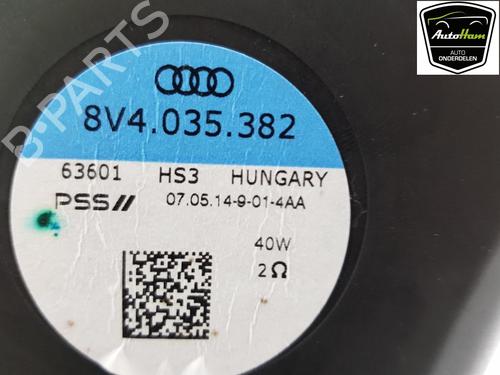 8V4.035.382
63601 HS3 HUNGARY
PSS// 07.05.14-9-01-4AA
40W
2Ω
B-PARTS
AutoHam
AUTO
ONDERDELEN